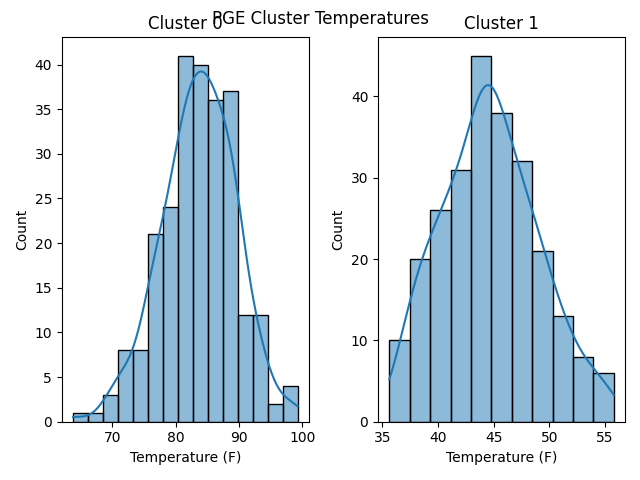 PGE Cluster Temperatures
Cluster 0
Cluster 1
Count
40
35
30
25
20
15
10
5
0
70 80 90 100
Temperature (F)
Count
40
30
20
10
0
35 40 45 50 55
Temperature (F)